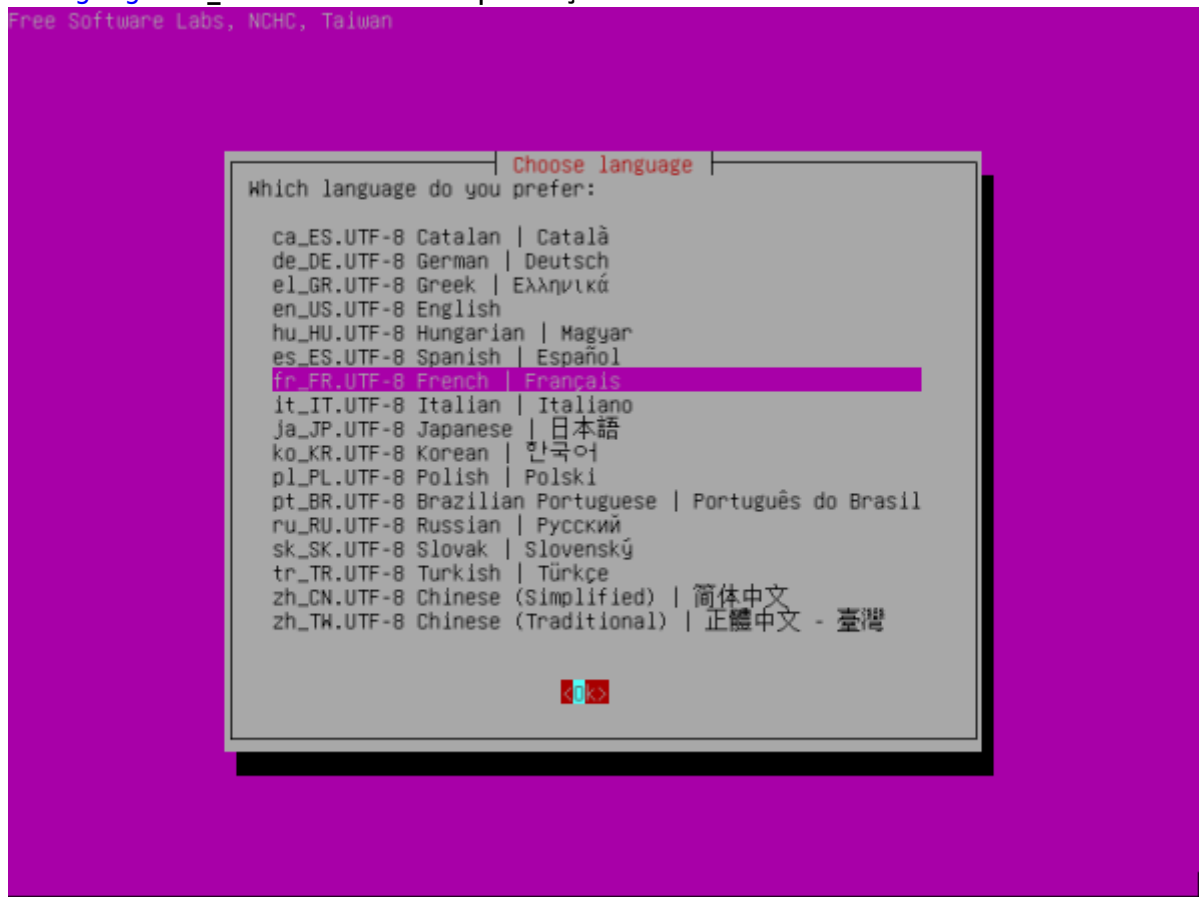 Free Software Labs, NCHC, Taiwan
Choose language
Which language do you prefer:
ca_ES.UTF-8 Catalan | Català
de_DE.UTF-8 German | Deutsch
el_GR.UTF-8 Greek | Ελληνικά
en_US.UTF-8 English
hu_HU.UTF-8 Hungarian | Magyar
es_ES.UTF-8 Spanish | Español
fr_FR.UTF-8 French | Français
it_IT.UTF-8 Italian | Italiano
ja_JP.UTF-8 Japanese | 日本語
ko_KR.UTF-8 Korean | 한국어
pl_PL.UTF-8 Polish | Polski
pt_BR.UTF-8 Brazilian Portuguese | Português do Brasil
ru_RU.UTF-8 Russian | Русский
sk_SK.UTF-8 Slovak | Slovenský
tr_TR.UTF-8 Turkish | Türkçe
zh_CN.UTF-8 Chinese (Simplified) | 简体中文
zh_TW.UTF-8 Chinese (Traditional) | 正體中文 - 臺灣
<Ok>